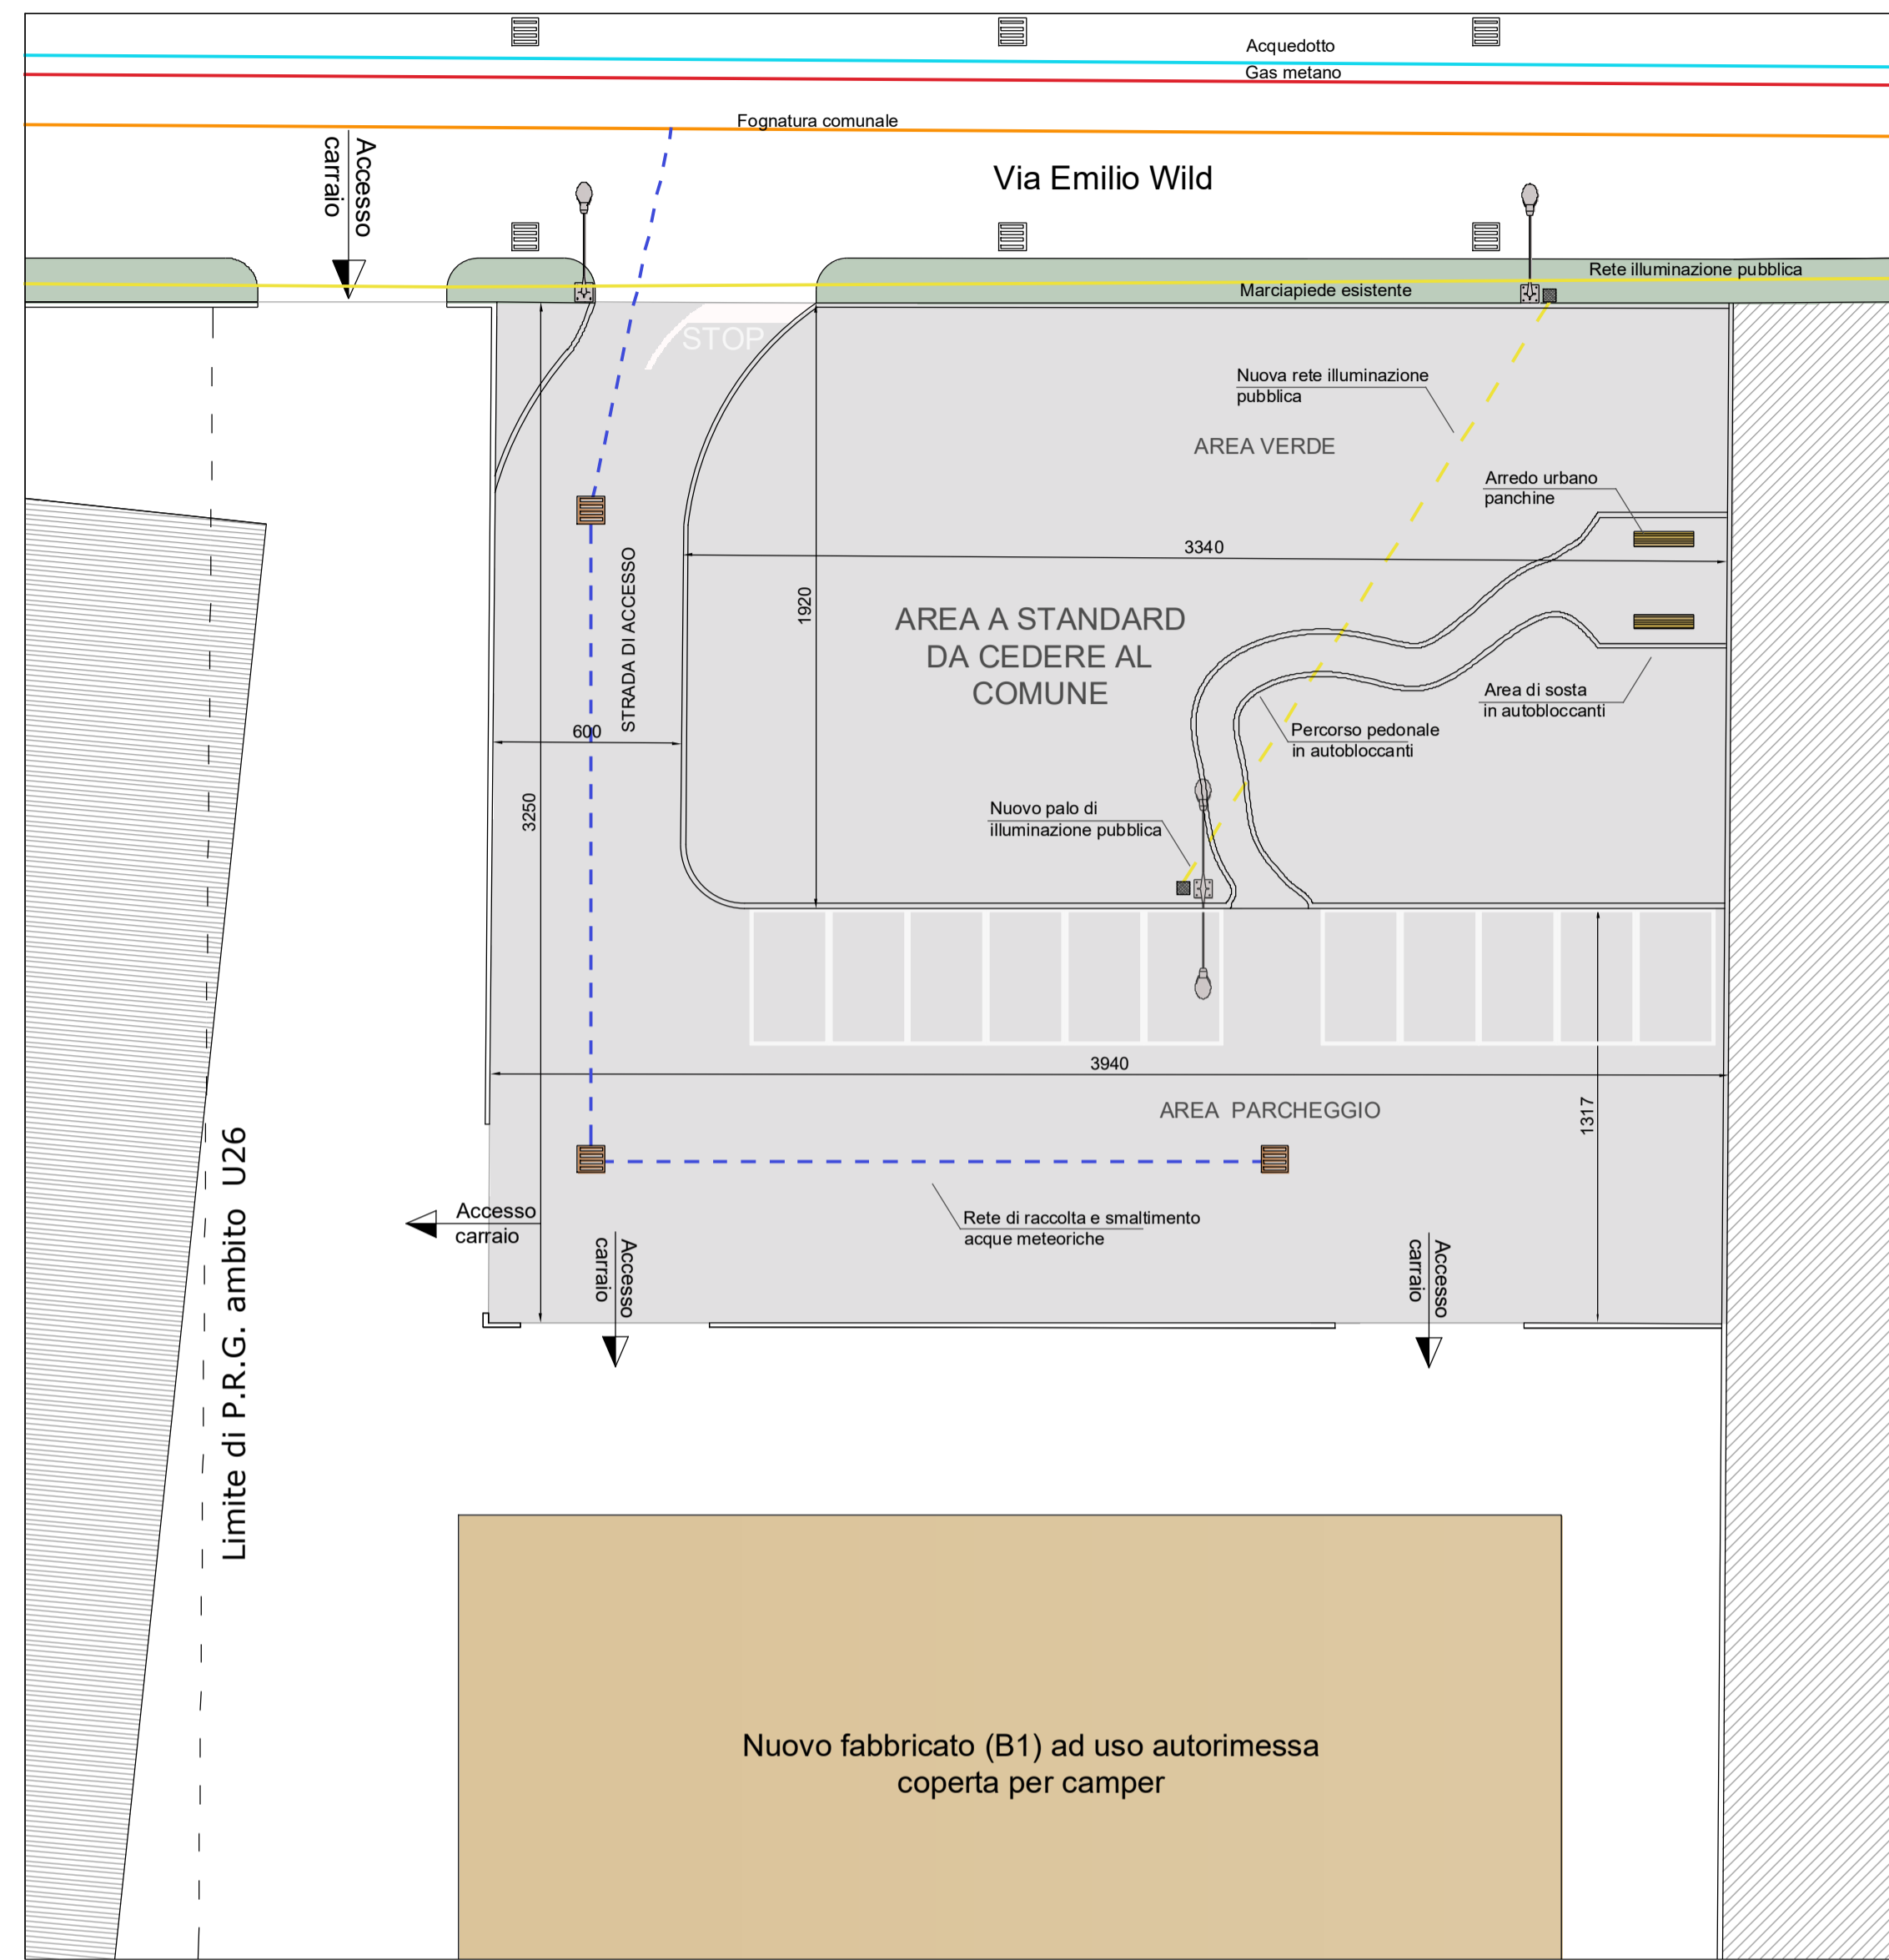 Acquedotto
Gas metano
Fognatura comunale
Accesso
carraio
Via Emilio Wild
Rete illuminazione pubblica
Marciapiede esistente
STOP
Nuova rete illuminazione
pubblica
AREA VERDE
Arredo urbano
panchine
3340
STRADA DI ACCESSO
1920
AREA A STANDARD
DA CEDERE AL
COMUNE
Area di sosta
in autobloccanti
600
Percorso pedonale
in autobloccanti
3250
Nuovo palo di
illuminazione pubblica
3940
AREA PARCHEGGIO
1317
Limite di P.R.G. ambito U26
Accesso
carraio
Rete di raccolta e smaltimento
acque meteoriche
Accesso
carraio
Accesso
carraio
Nuovo fabbricato (B1) ad uso autorimessa
coperta per camper